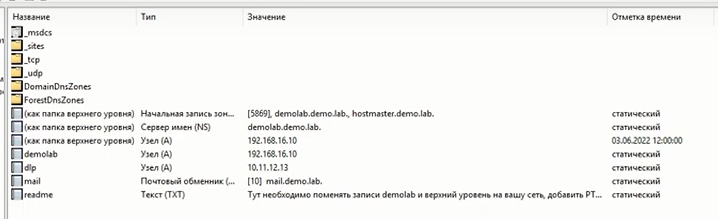 Название Тип Значение Отметка времени
_msdcs
_sites
_tcp
_udp
DomainDnsZones
ForestDnsZones
(как папка верхнего уровня) Начальная запись зон... [5869], demolab.demo.lab., hostmaster.demo.lab. статический
(как папка верхнего уровня) Сервер имен (NS) demolab.demo.lab. статический
(как папка верхнего уровня) Узел (A) 192.168.16.10 03.06.2022 12:00:00
demolab Узел (A) 192.168.16.10 статический
dlp Узел (A) 10.11.12.13 статический
mail Почтовый обменник (... [10] mail.demo.lab. статический
readme Текст (TXT) Тут необходимо поменять записи demolab и верхний уровень на вашу сеть, добавить PT... статический